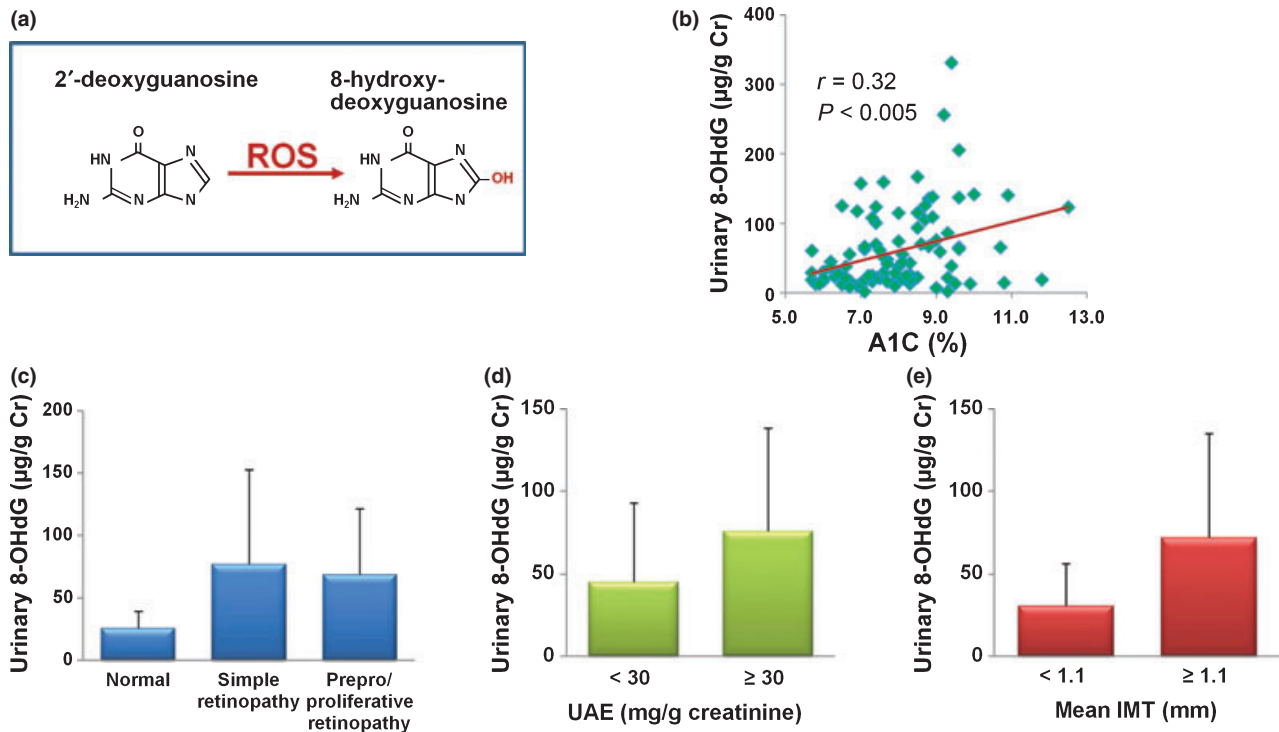 (a)
2′-deoxyguanosine
8-hydroxy-
deoxyguanosine
O
HN
N
H₂N
N
N
ROS
O
HN
N
OH
H₂N
N
N
(b)
Urinary 8-OHdG (µg/g Cr)
400
300
200
100
0
r = 0.32
P < 0.005
5.0 7.0 9.0 11.0 13.0
A1C (%)
(c)
Urinary 8-OHdG (µg/g Cr)
200
150
100
50
0
Normal
Simple
retinopathy
Prepro/
proliferative
retinopathy
(d)
Urinary 8-OHdG (µg/g Cr)
150
100
50
0
< 30 ≥ 30
UAE (mg/g creatinine)
(e)
Urinary 8-OHdG (µg/g Cr)
150
100
50
0
< 1.1 ≥ 1.1
Mean IMT (mm)